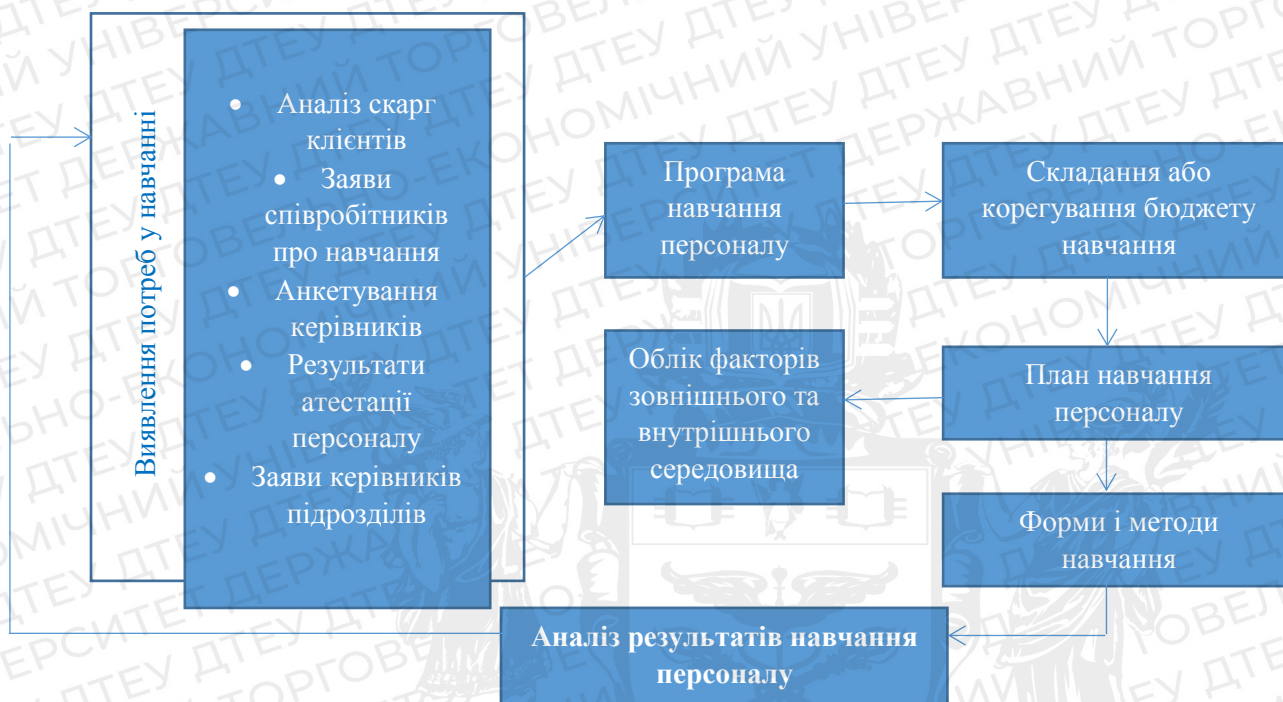 Виявлення потреб у навчанні
• Аналіз скарг
клієнтів
• Заяви
співробітників
про навчання
• Анкетування
керівників
• Результати
атестації
персоналу
• Заяви керівників
підрозділів
Програма
навчання
персоналу
Складання або
корегування бюджету
навчання
Облік факторів
зовнішнього та
внутрішнього
середовища
План навчання
персоналу
Форми і методи
навчання
Аналіз результатів навчання
персоналу